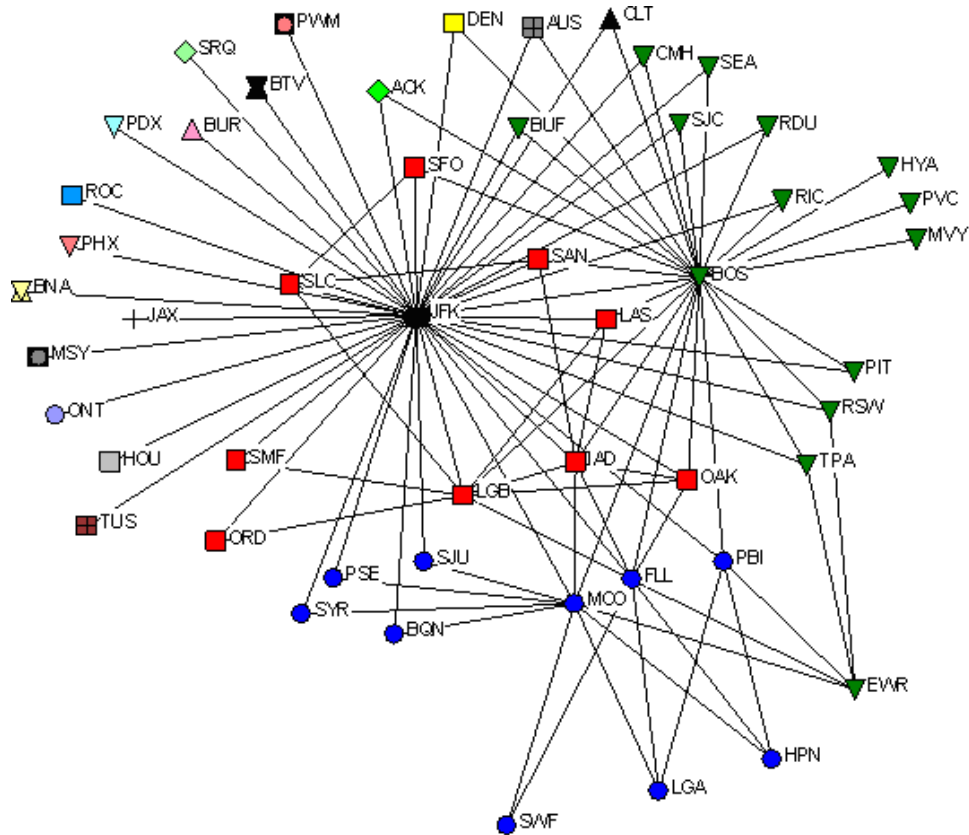 PWM
DEN
AUS
CLT
SRQ
CMH
SEA
BTV
ACK
PDX
BUR
BUF
SJC
RDU
SFO
HYA
ROC
RIC
PVC
PHX
MVY
SAN
SLC
BOS
BNA
JAX
JFK
LAS
MSY
PIT
ONT
RSW
HOU
SMF
IAD
TPA
LGB
OAK
TUS
ORD
SJU
PBI
PSE
FLL
SYR
MCO
BQN
EWR
HPN
LGA
SWF